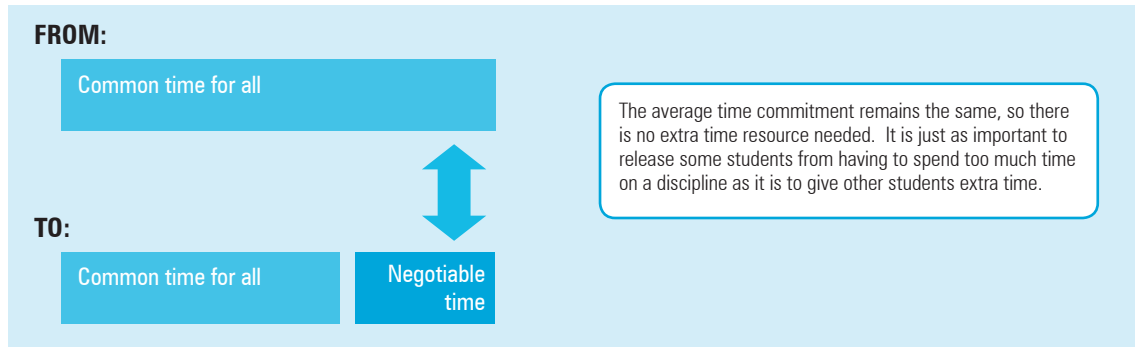 FROM:
Common time for all
The average time commitment remains the same, so there
is no extra time resource needed.  It is just as important to
release some students from having to spend too much time
on a discipline as it is to give other students extra time.
TO:
Common time for all
Negotiable
time